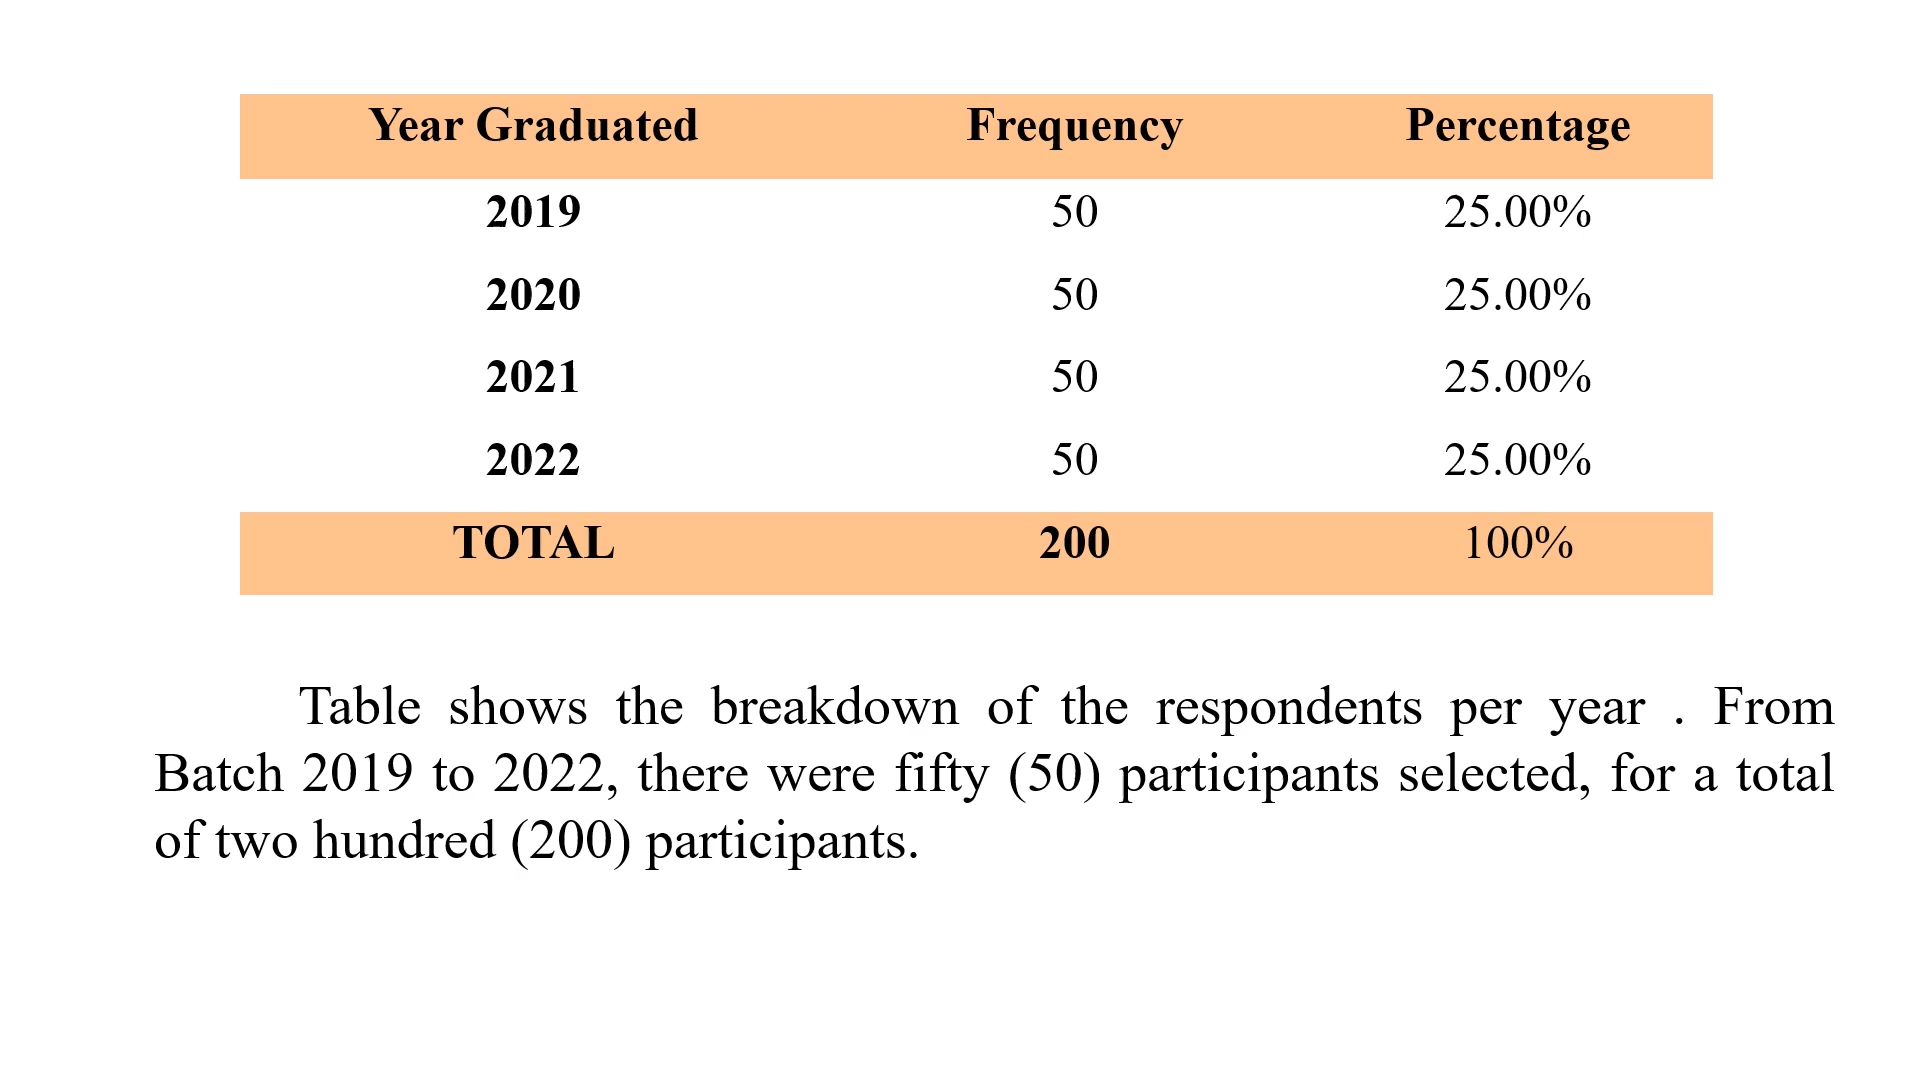 Year Graduated Frequency Percentage
2019 50 25.00%
2020 50 25.00%
2021 50 25.00%
2022 50 25.00%
TOTAL 200 100%
Table shows the breakdown of the respondents per year . From
Batch 2019 to 2022, there were fifty (50) participants selected, for a total
of two hundred (200) participants.